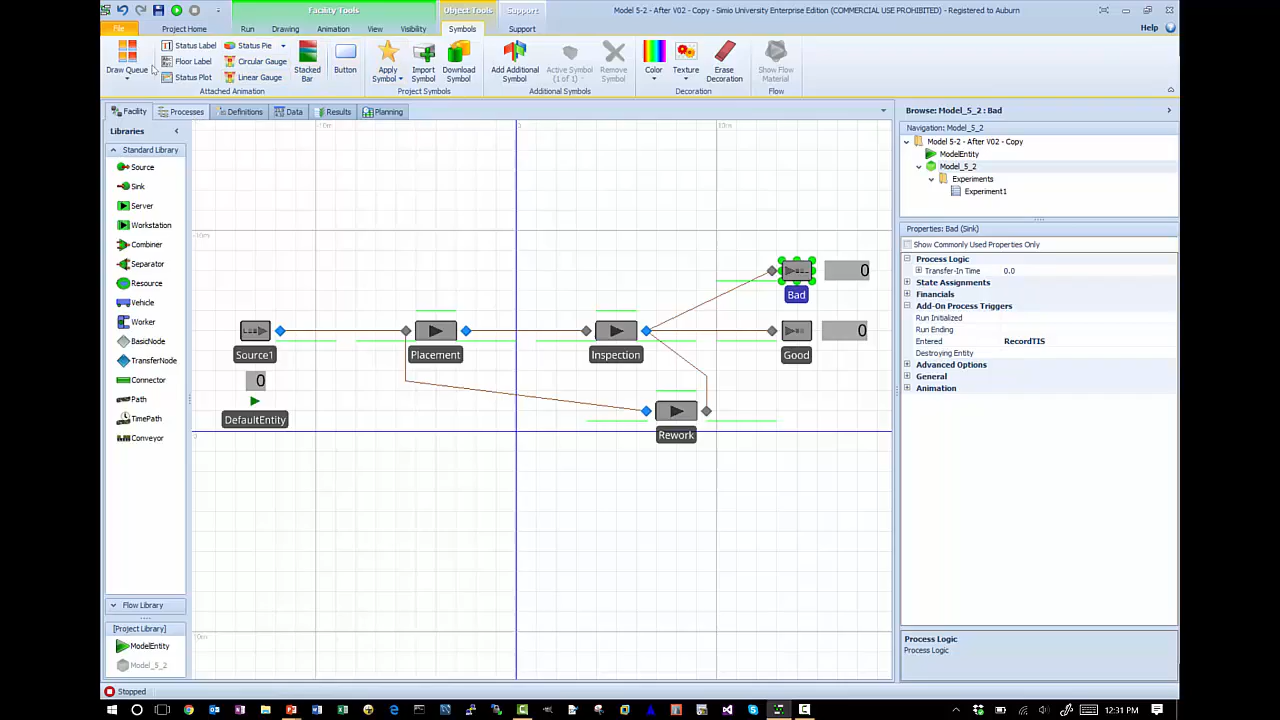 Facility Tools
Object Tools
Support
Model 5-2 - After V02 - Copy - Simio University Enterprise Edition (COMMERCIAL USE PROHIBITED) - Registered to Auburn
File
Project Home
Run
Drawing
Animation
View
Visibility
Symbols
Support
Help
Draw Queue
Status Label
Floor Label
Status Plot
Status Pie
Circular Gauge
Linear Gauge
Stacked Bar
Button
Apply Symbol
Import Symbol
Download Symbol
Add Additional Symbol
Active Symbol (1 of 1)
Remove Symbol
Color
Texture
Erase Decoration
Show Flow Material
Attached Animation
Project Symbols
Additional Symbols
Decoration
Flow
Facility
Processes
Definitions
Data
Results
Planning
Libraries
Standard Library
Source
Sink
Server
Workstation
Combiner
Separator
Resource
Vehicle
Worker
BasicNode
TransferNode
Connector
Path
TimePath
Conveyor
Flow Library
[Project Library]
ModelEntity
Model_5_2
Stopped
0
Bad
0
Source1
Placement
Inspection
Good
0
0
DefaultEntity
Rework
Browse: Model_5_2 : Bad
Navigation: Model_5_2
Model 5-2 - After V02 - Copy
ModelEntity
Model_5_2
Experiments
Experiment1
Properties: Bad (Sink)
Show Commonly Used Properties Only
Process Logic
Transfer-In Time 0.0
State Assignments
Financials
Add-On Process Triggers
Run Initialized
Run Ending
Entered RecordTIS
Destroying Entity
Advanced Options
General
Animation
Process Logic
Process Logic
12:31 PM